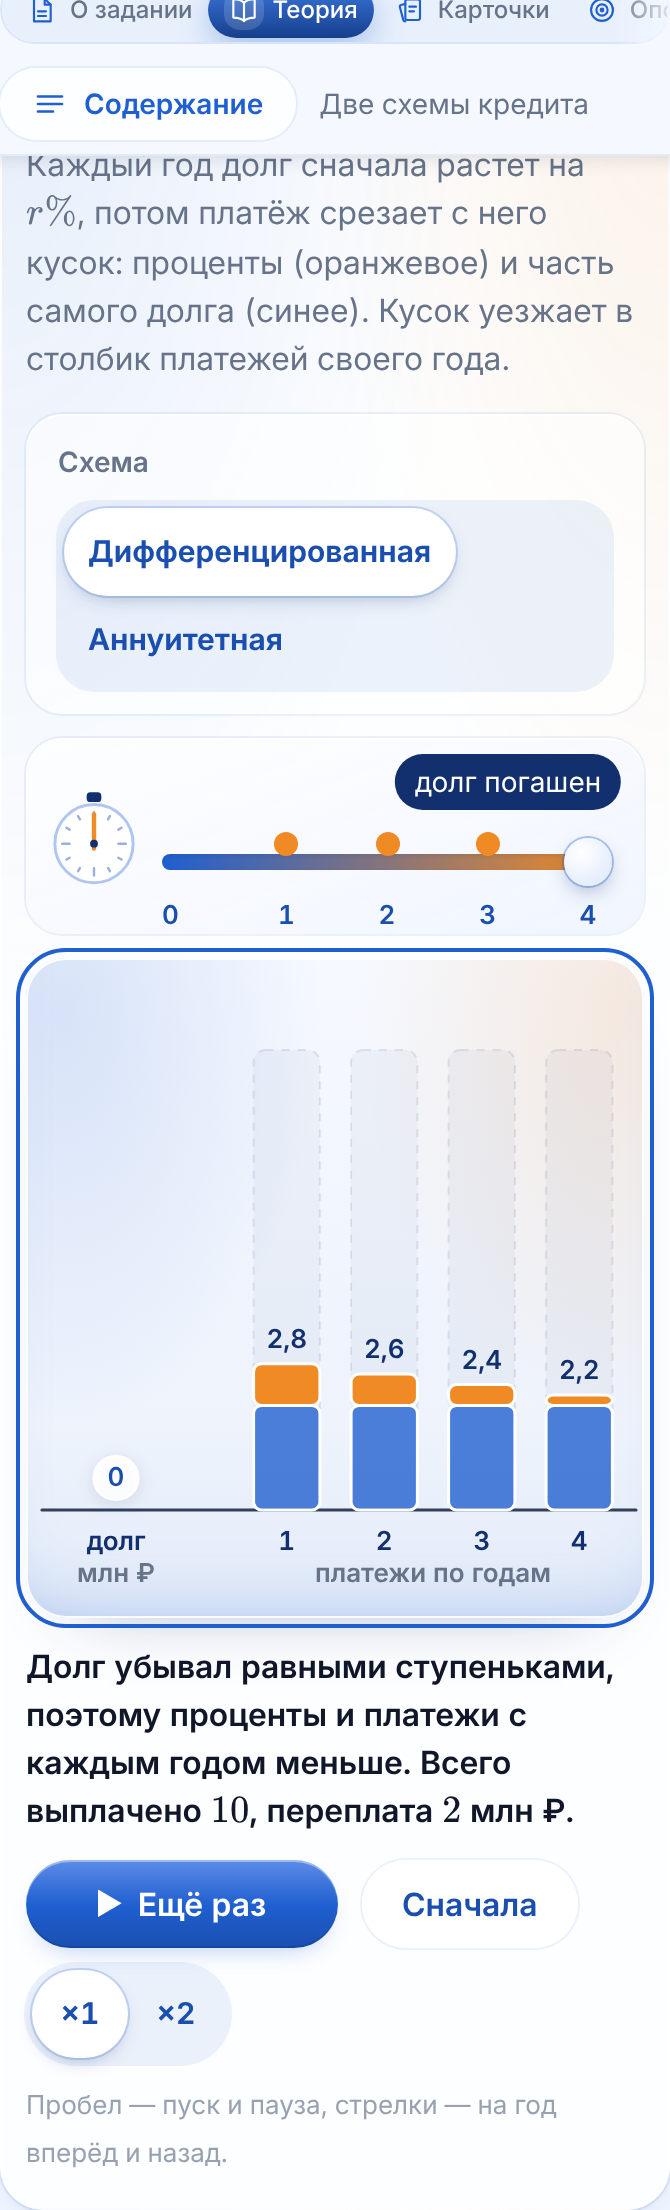 О задании Теория Карточки
Содержание Две схемы кредита
Каждый год долг сначала растет на
r%, потом платёж срезает с него
кусок: проценты (оранжевое) и часть
самого долга (синее). Кусок уезжает в
столбик платежей своего года.
Схема
Дифференцированная
Аннуитетная
долг погашен
0 1 2 3 4
2,8 2,6 2,4 2,2
0
долг 1 2 3 4
млн ₽ платежи по годам
Долг убывал равными ступеньками,
поэтому проценты и платежи с
каждым годом меньше. Всего
выплачено 10, переплата 2 млн ₽.
Ещё раз Сначала
×1 ×2
Пробел — пуск и пауза, стрелки — на год
вперёд и назад.